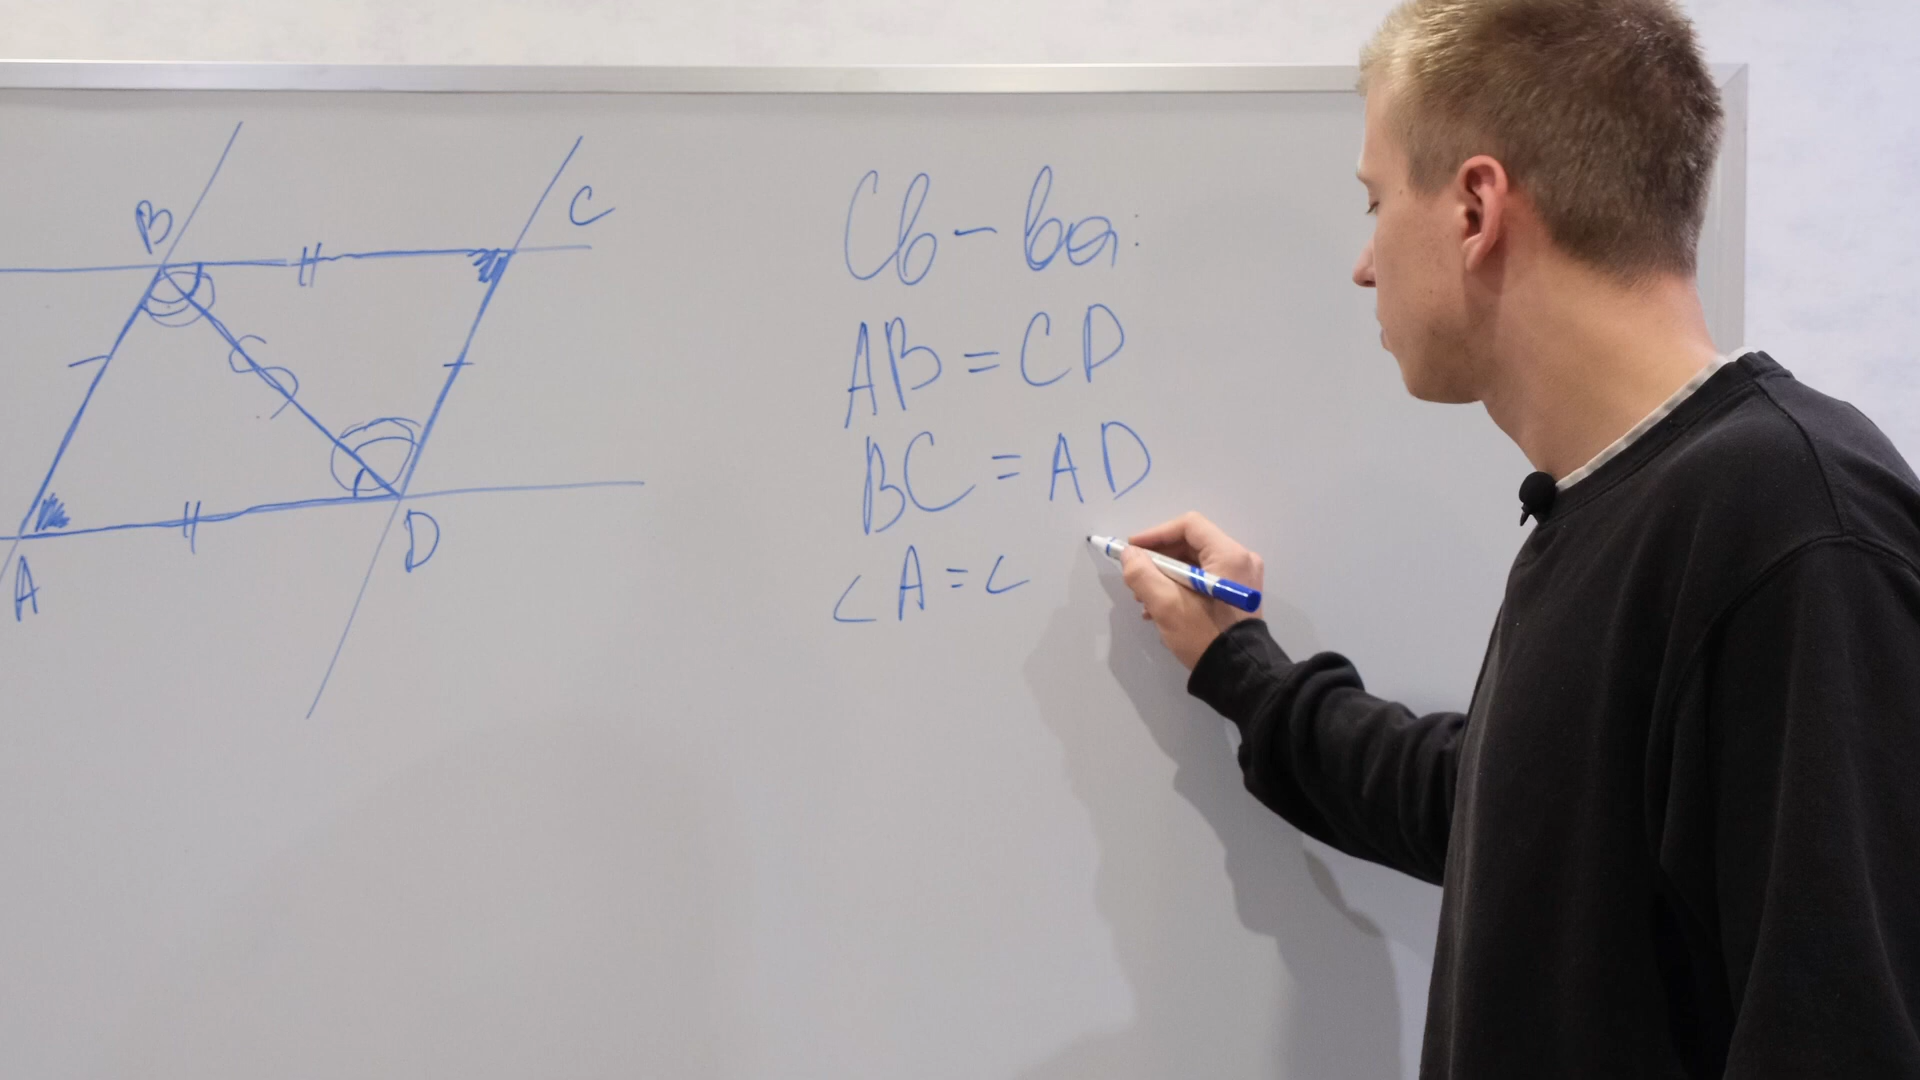 B
C
A
D
Св-ва:
AB = CD
BC = AD
∠A = ∠